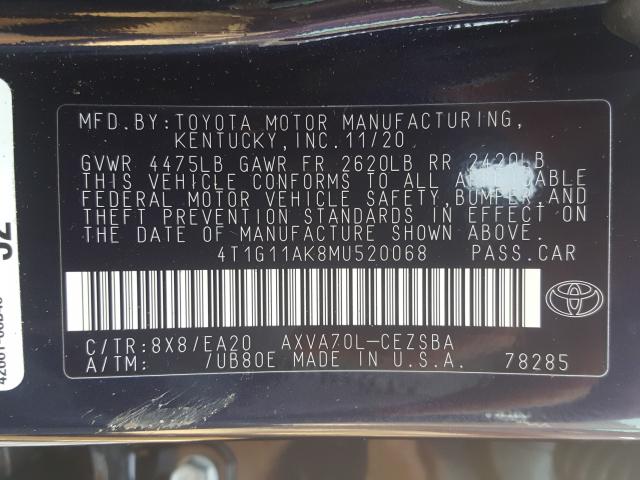 MFD.BY:TOYOTA MOTOR MANUFACTURING,
KENTUCKY, INC. 11/20
GVWR 4475LB GAWR FR 2620LB RR 2420LB
THIS VEHICLE CONFORMS TO ALL
FEDERAL MOTOR VEHICLE SAFETY, BUMPER, AND
THEFT PREVENTION STANDARDS IN EFFECT ON
THE DATE OF MANUFACTURE SHOWN ABOVE.
4T1G11AK8MU520068 PASS.CAR
C/TR:8X8/EA20 AXVA70L-CEZSBA
A/TM: 7UB80E MADE IN U.S.A. 78285